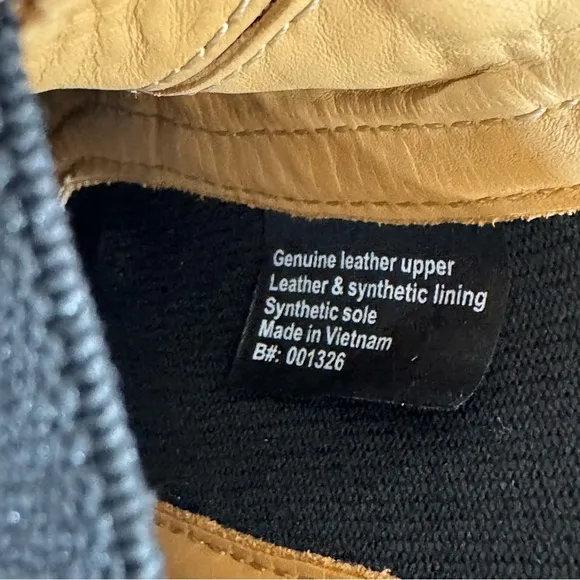 Genuine leather upper
Leather & synthetic lining
Synthetic sole
Made in Vietnam
B#: 001326